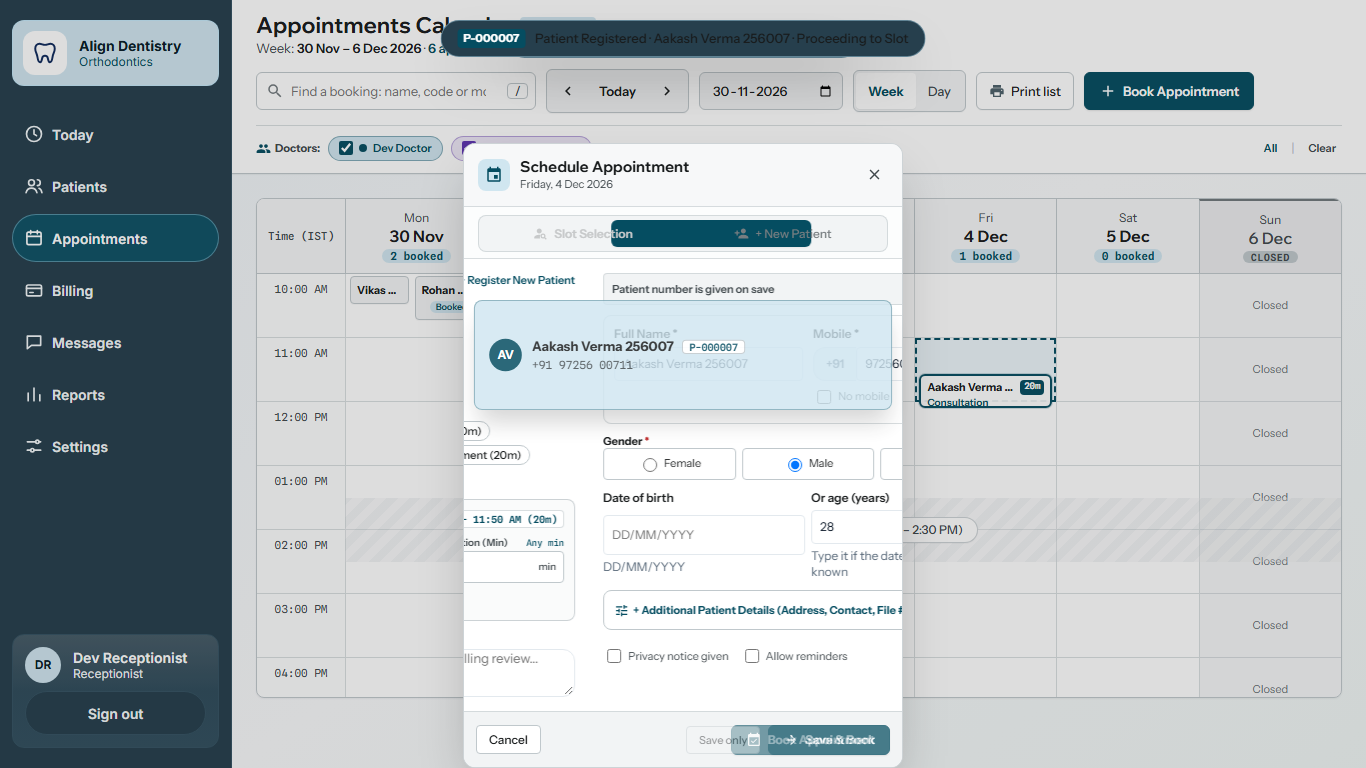 Align Dentistry
Orthodontics
Today
Patients
Appointments
Billing
Messages
Reports
Settings
DR
Dev Receptionist
Receptionist
Sign out
Appointments
Week: 30 Nov – 6 Dec 2026 · 6
P-000007 Patient Registered · Aakash Verma 256007 · Proceeding to Slot
Find a booking: name, code or mo
/
Today
30-11-2026
Week
Day
Print list
+ Book Appointment
Doctors:
Dev Doctor
All | Clear
Time (IST)
Mon
30 Nov
2 booked
Fri
4 Dec
1 booked
Sat
5 Dec
0 booked
Sun
6 Dec
CLOSED
10:00 AM
Vikas ...
Rohan ..
Booke
Closed
11:00 AM
Closed
Aakash Verma ... 20m
Consultation
12:00 PM
Closed
01:00 PM
Closed
– 2:30 PM)
02:00 PM
Closed
03:00 PM
Closed
04:00 PM
Closed
Schedule Appointment
Friday, 4 Dec 2026
Slot Selection
+ New Patient
Register New Patient
Patient number is given on save
Full Name *
Mobile *
AV
Aakash Verma 256007 P-000007
+91 97256 00711
Aakash Verma 256007
+91
No mobile
0m)
ment (20m)
Gender *
Female
Male
Date of birth
Or age (years)
- 11:50 AM (20m)
tion (Min) Any min
min
DD/MM/YYYY
28
DD/MM/YYYY
Type it if the date
known
+ Additional Patient Details (Address, Contact, File #
lling review...
Privacy notice given
Allow reminders
Cancel
Save only
Save & Book